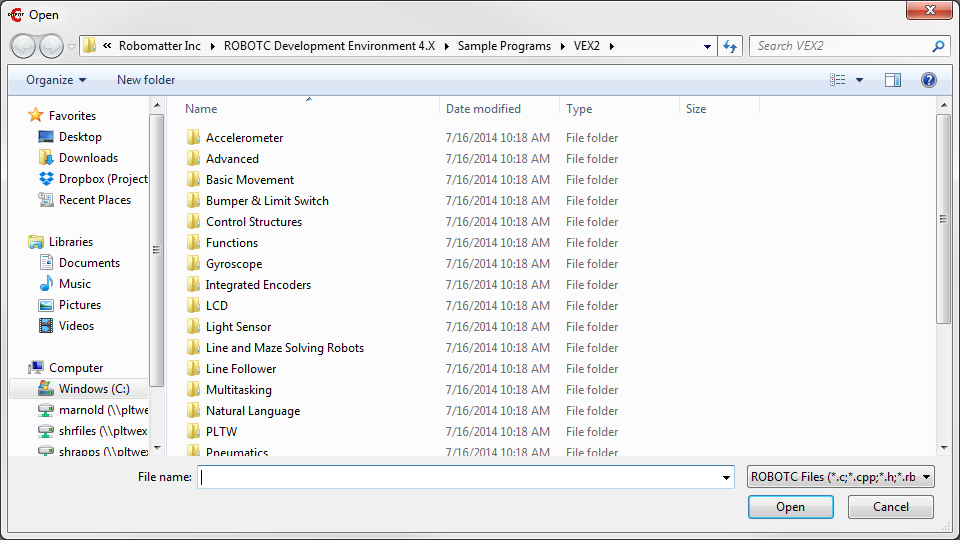 Open
« Robomatter Inc ▸ ROBOTC Development Environment 4.X ▸ Sample Programs ▸ VEX2 ▸ Search VEX2
Organize New folder
Name Date modified Type Size
Favorites
Desktop
Downloads
Dropbox (Project
Recent Places
Libraries
Documents
Music
Pictures
Videos
Computer
Windows (C:)
marnold (\\pltwe
shrfiles (\\pltwex
shrapps (\\pltwex
Accelerometer 7/16/2014 10:18 AM File folder
Advanced 7/16/2014 10:18 AM File folder
Basic Movement 7/16/2014 10:18 AM File folder
Bumper & Limit Switch 7/16/2014 10:18 AM File folder
Control Structures 7/16/2014 10:18 AM File folder
Functions 7/16/2014 10:18 AM File folder
Gyroscope 7/16/2014 10:18 AM File folder
Integrated Encoders 7/16/2014 10:18 AM File folder
LCD 7/16/2014 10:18 AM File folder
Light Sensor 7/16/2014 10:18 AM File folder
Line and Maze Solving Robots 7/16/2014 10:18 AM File folder
Line Follower 7/16/2014 10:18 AM File folder
Multitasking 7/16/2014 10:18 AM File folder
Natural Language 7/16/2014 10:18 AM File folder
PLTW 7/16/2014 10:18 AM File folder
Pneumatics 7/16/2014 10:18 AM File folder
File name: ROBOTC Files (*.c;*.cpp;*.h;*.rb
Open Cancel